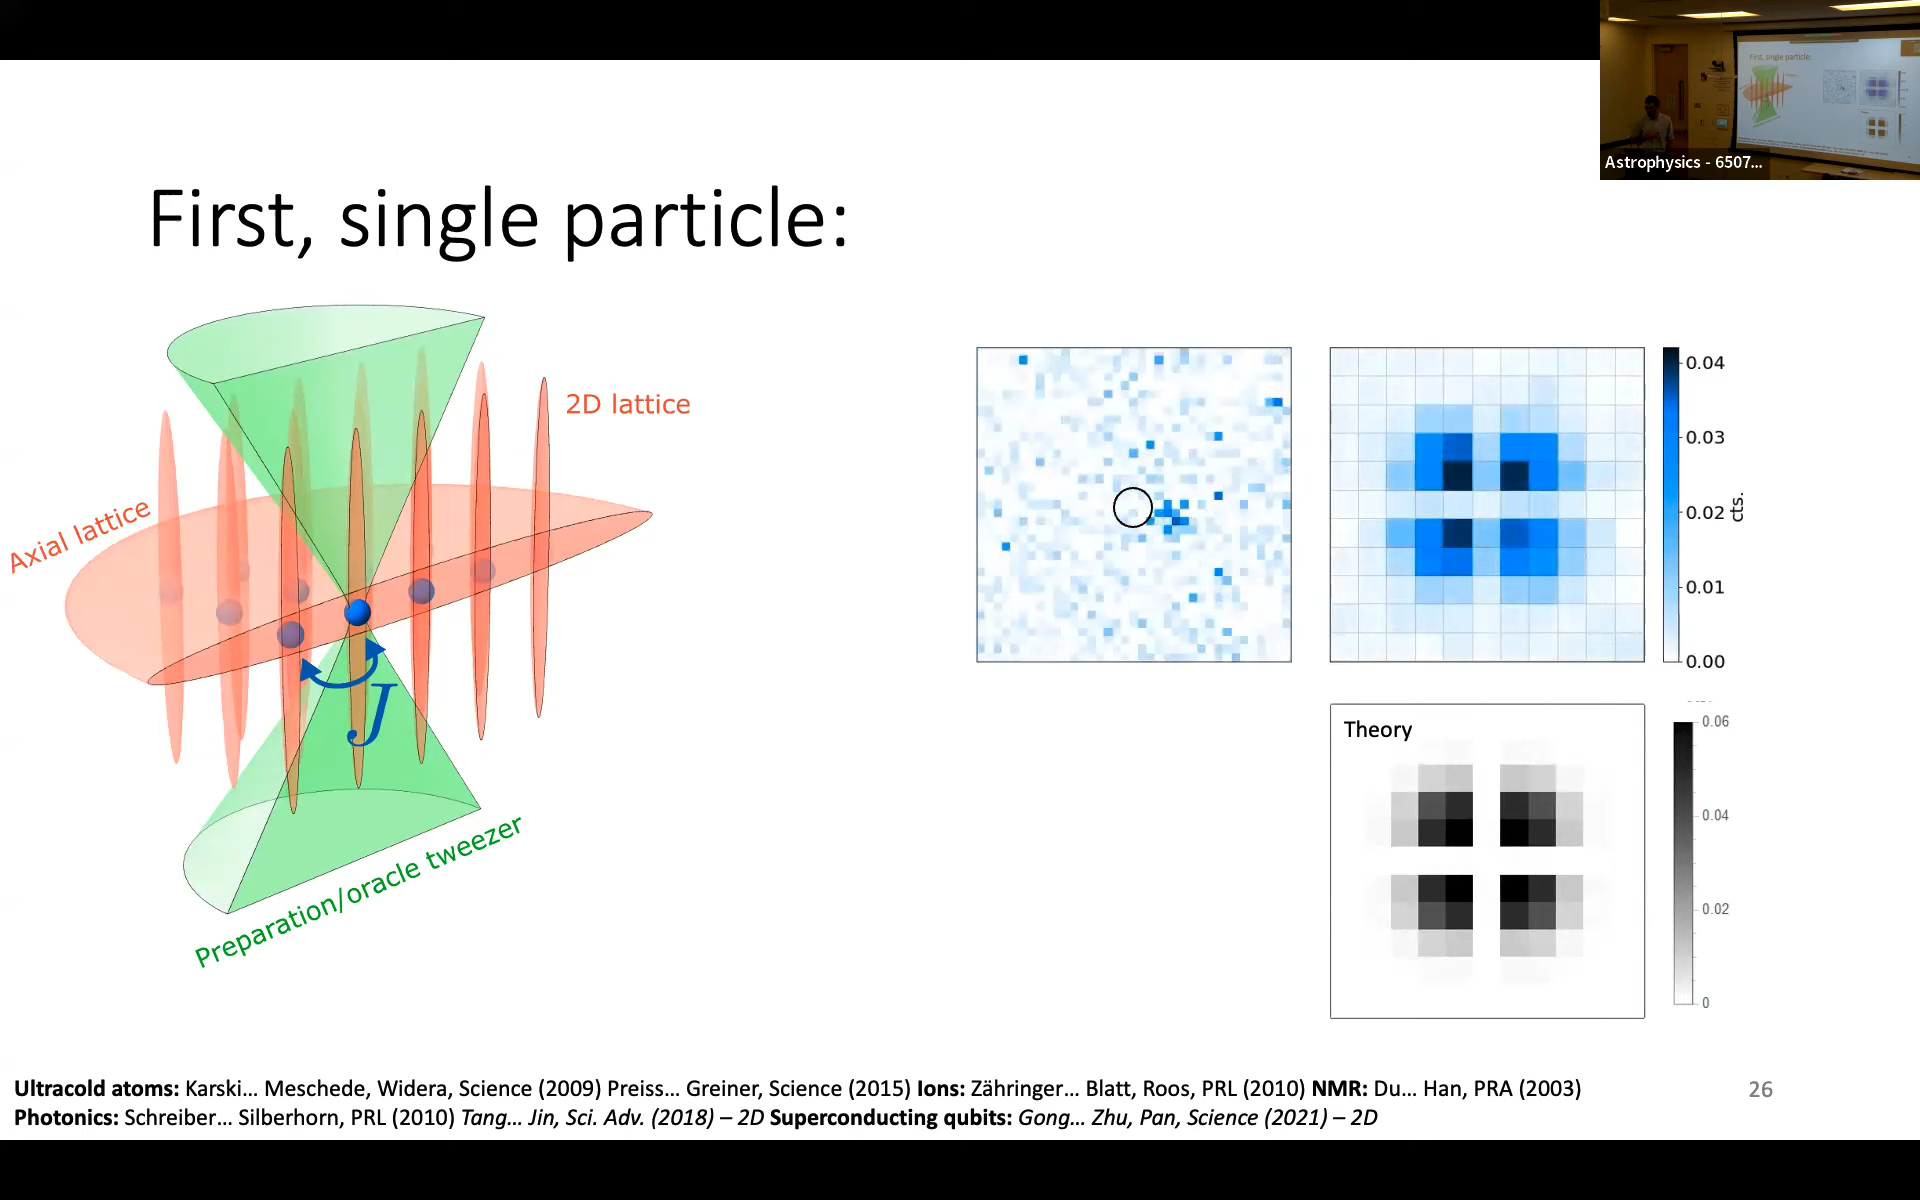 Astrophysics - 6507...
First, single particle:
2D lattice
Axial lattice
J
Preparation/oracle tweezer
0.04
0.03
0.02
0.01
0.00
cts.
Theory
0.06
0.04
0.02
0
Ultracold atoms: Karski... Meschede, Widera, Science (2009) Preiss... Greiner, Science (2015) Ions: Zähringer... Blatt, Roos, PRL (2010) NMR: Du... Han, PRA (2003)
Photonics: Schreiber... Silberhorn, PRL (2010) Tang... Jin, Sci. Adv. (2018) – 2D Superconducting qubits: Gong... Zhu, Pan, Science (2021) – 2D
26
First, single particle: